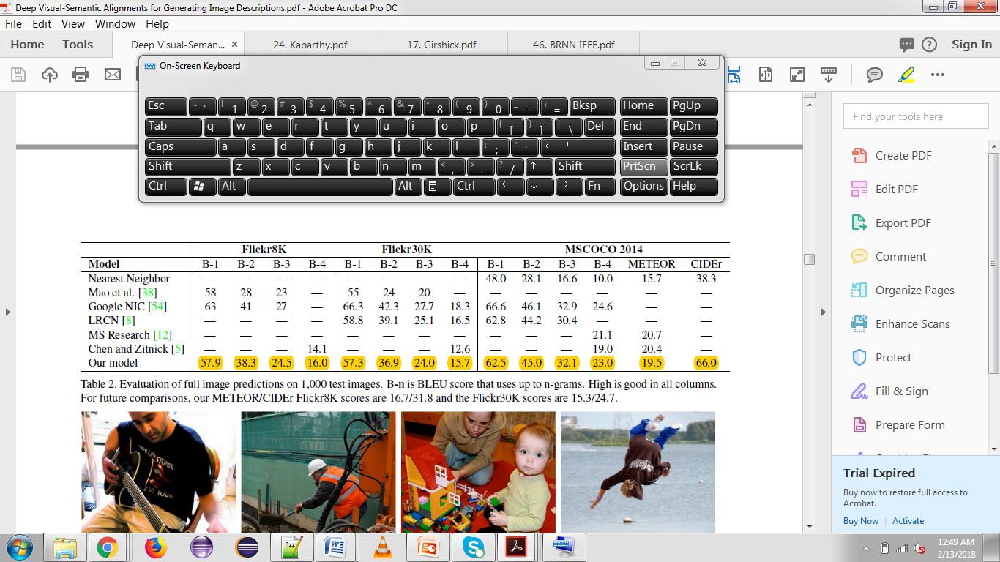 Deep Visual-Semantic Alignments for Generating Image Descriptions.pdf - Adobe Acrobat Pro DC
File Edit View Window Help
Home Tools Deep Visual-Seman... × 24. Kaparthy.pdf 17. Girshick.pdf 46. BRNN IEEE.pdf Sign In
On-Screen Keyboard
Esc ~ ` ! 1 @ 2 # 3 $ 4 % 5 ^ 6 & 7 * 8 ( 9 ) 0 _ - + = Bksp Home PgUp
Tab q w e r t y u i o p { [ } ] | \ Del End PgDn
Caps a s d f g h j k l : ; " ' Insert Pause
Shift z x c v b n m < , > . ? / ↑ Shift PrtScn ScrLk
Ctrl Alt Alt Ctrl ← ↓ → Fn Options Help
Find your tools here
Create PDF
Edit PDF
Export PDF
Comment
Organize Pages
Enhance Scans
Protect
Fill & Sign
Prepare Form
Trial Expired
Buy now to restore full access to
Acrobat.
Buy Now | Activate
Flickr8K Flickr30K MSCOCO 2014
Model B-1 B-2 B-3 B-4 B-1 B-2 B-3 B-4 B-1 B-2 B-3 B-4 METEOR CIDEr
Nearest Neighbor — — — — — — — — 48.0 28.1 16.6 10.0 15.7 38.3
Mao et al. [38] 58 28 23 — 55 24 20 — — — — — — —
Google NIC [54] 63 41 27 — 66.3 42.3 27.7 18.3 66.6 46.1 32.9 24.6 — —
LRCN [8] — — — — 58.8 39.1 25.1 16.5 62.8 44.2 30.4 — — —
MS Research [12] — — — — — — — — — — — 21.1 20.7 —
Chen and Zitnick [5] — — — 14.1 — — — 12.6 — — — 19.0 20.4 —
Our model 57.9 38.3 24.5 16.0 57.3 36.9 24.0 15.7 62.5 45.0 32.1 23.0 19.5 66.0
Table 2. Evaluation of full image predictions on 1,000 test images. B-n is BLEU score that uses up to n-grams. High is good in all columns.
For future comparisons, our METEOR/CIDEr Flickr8K scores are 16.7/31.8 and the Flickr30K scores are 15.3/24.7.
12:49 AM
2/13/2018